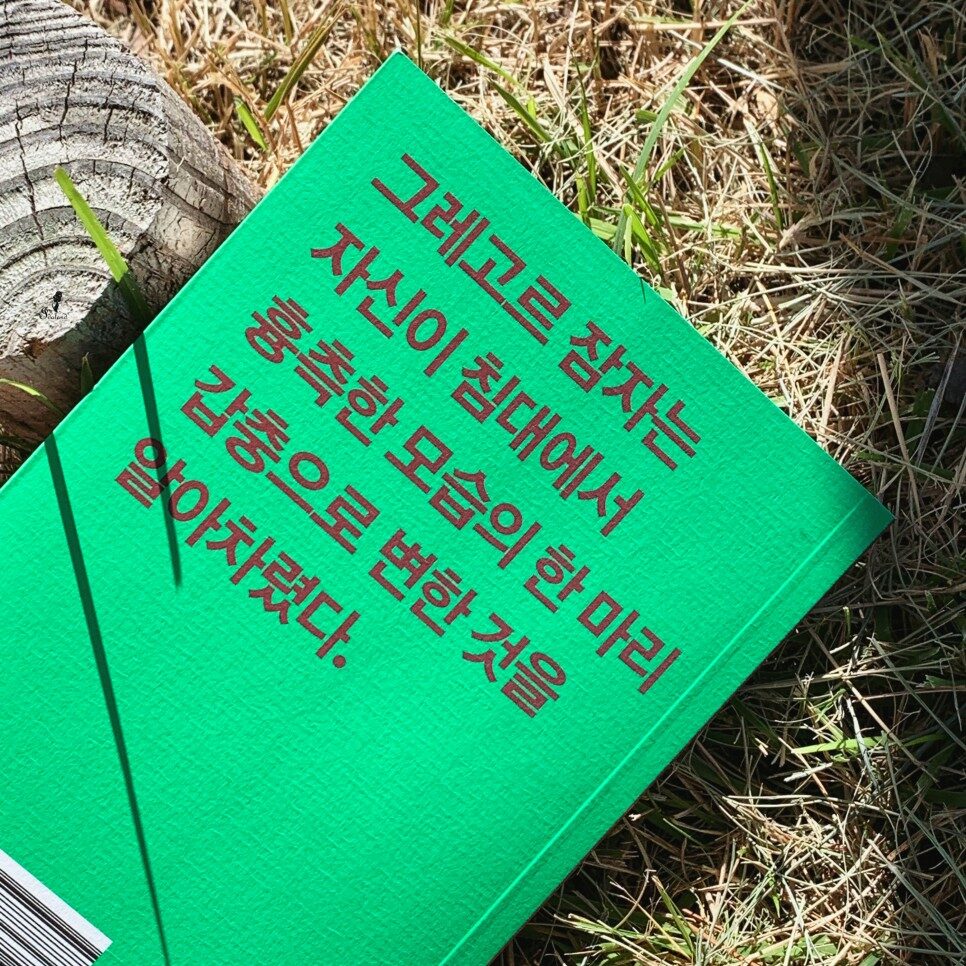 그레고르 잠자는
자신이 침대에서
흉측한 모습의 한 마리
갑충으로 변한 것을
알아차렸다.